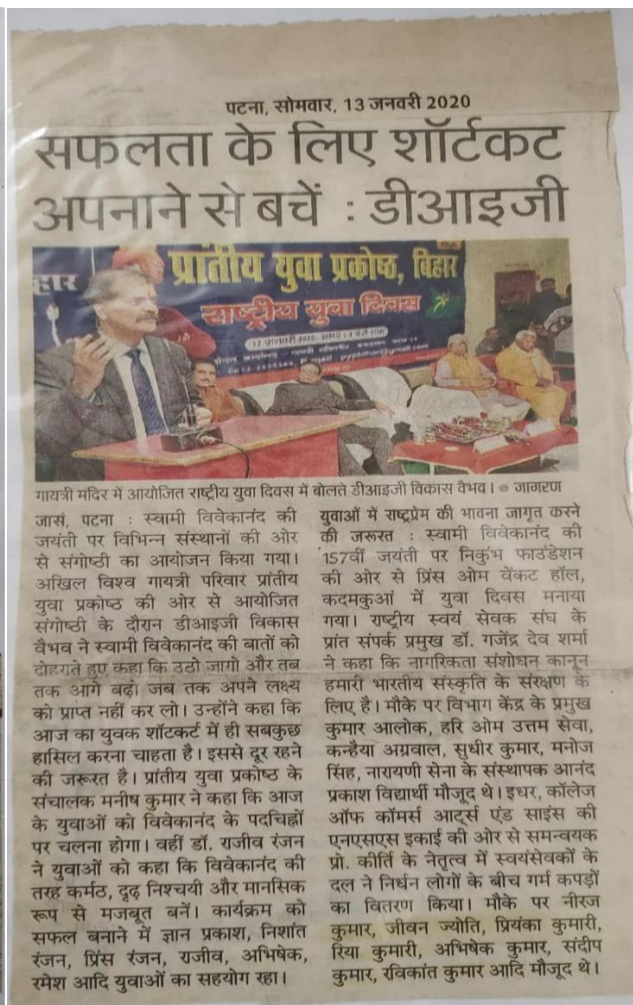 पटना, सोमवार, 13 जनवरी 2020
सफलता के लिए शॉर्टकट
अपनाने से बचें : डीआइजी
हार
प्रांतीय युवा प्रकोष्ठ, बिहार
राष्ट्रीय युवा दिवस
गायत्री मंदिर में आयोजित राष्ट्रीय युवा दिवस में बोलते डीआइजी विकास वैभव। ● जागरण
जासं, पटना : स्वामी विवेकानंद की
जयंती पर विभिन्न संस्थानों की ओर
से संगोष्ठी का आयोजन किया गया।
अखिल विश्व गायत्री परिवार प्रांतीय
युवा प्रकोष्ठ की ओर से आयोजित
संगोष्ठी के दौरान डीआइजी विकास
वैभव ने स्वामी विवेकानंद की बातों को
दोहराते हुए कहा कि उठो जागो और तब
तक आगे बढ़ो जब तक अपने लक्ष्य
को प्राप्त नहीं कर लो। उन्होंने कहा कि
आज का युवक शॉटकर्ट में ही सबकुछ
हासिल करना चाहता है। इससे दूर रहने
की जरूरत है। प्रांतीय युवा प्रकोष्ठ के
संचालक मनीष कुमार ने कहा कि आज
के युवाओं को विवेकानंद के पदचिह्नों
पर चलना होगा। वहीं डॉ. राजीव रंजन
ने युवाओं को कहा कि विवेकानंद की
तरह कर्मठ, दृढ़ निश्चयी और मानसिक
रूप से मजबूत बनें। कार्यक्रम को
सफल बनाने में ज्ञान प्रकाश, निशांत
रंजन, प्रिंस रंजन, राजीव, अभिषेक,
रमेश आदि युवाओं का सहयोग रहा।
युवाओं में राष्ट्रप्रेम की भावना जागृत करने
की जरूरत : स्वामी विवेकानंद की
157वीं जयंती पर निकुंभ फाउंडेशन
की ओर से प्रिंस ओम वेंकट हॉल,
कदमकुआं में युवा दिवस मनाया
गया। राष्ट्रीय स्वयं सेवक संघ के
प्रांत संपर्क प्रमुख डॉ. गजेंद्र देव शर्मा
ने कहा कि नागरिकता संशोधन कानून
हमारी भारतीय संस्कृति के संरक्षण के
लिए है। मौके पर विभाग केंद्र के प्रमुख
कुमार आलोक, हरि ओम उत्तम सेवा,
कन्हैया अग्रवाल, सुधीर कुमार, मनोज
सिंह, नारायणी सेना के संस्थापक आनंद
प्रकाश विद्यार्थी मौजूद थे। इधर, कॉलेज
ऑफ कॉमर्स आर्ट्स एंड साइंस की
एनएसएस इकाई की ओर से समन्वयक
प्रो. कीर्ति के नेतृत्व में स्वयंसेवकों के
दल ने निर्धन लोगों के बीच गर्म कपड़ों
का वितरण किया। मौके पर नीरज
कुमार, जीवन ज्योति, प्रियंका कुमारी,
रिया कुमारी, अभिषेक कुमार, संदीप
कुमार, रविकांत कुमार आदि मौजूद थे।